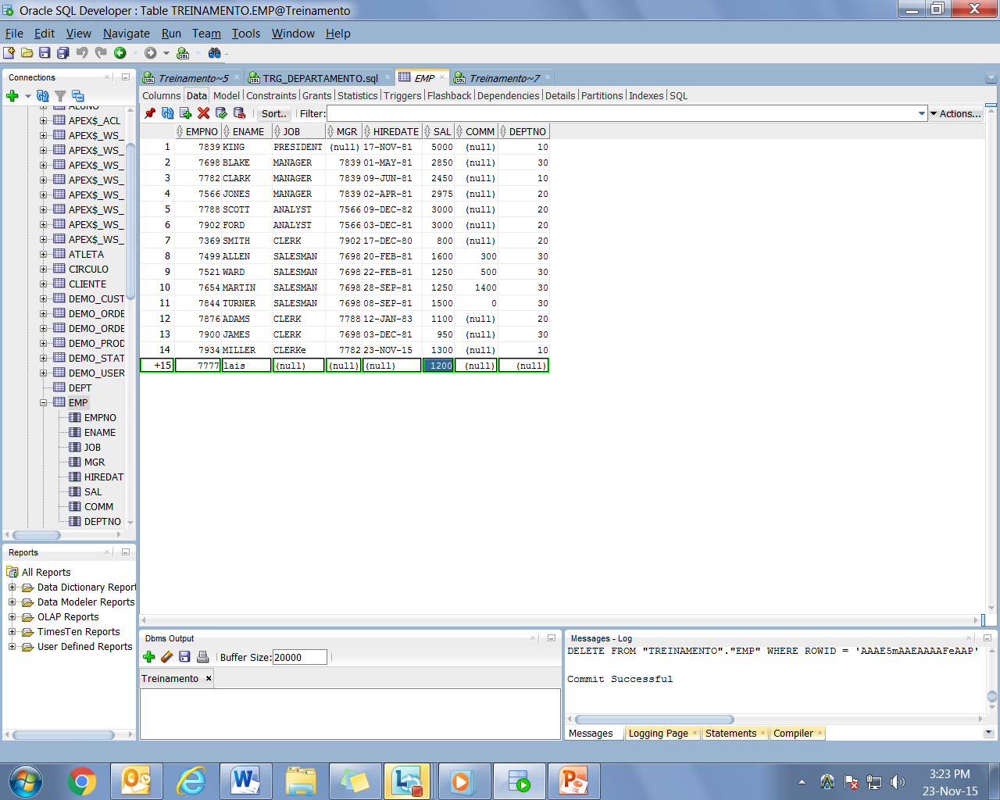 Oracle SQL Developer : Table TREINAMENTO.EMP@Treinamento
File Edit View Navigate Run Team Tools Window Help
Connections
Treinamento~5 TRG_DEPARTAMENTO.sql EMP Treinamento~7
Columns Data Model Constraints Grants Statistics Triggers Flashback Dependencies Details Partitions Indexes SQL
Sort.. Filter: Actions...
EMPNO ENAME JOB MGR HIREDATE SAL COMM DEPTNO
1 7839 KING PRESIDENT (null) 17-NOV-81 5000 (null) 10
2 7698 BLAKE MANAGER 7839 01-MAY-81 2850 (null) 30
3 7782 CLARK MANAGER 7839 09-JUN-81 2450 (null) 10
4 7566 JONES MANAGER 7839 02-APR-81 2975 (null) 20
5 7788 SCOTT ANALYST 7566 09-DEC-82 3000 (null) 20
6 7902 FORD ANALYST 7566 03-DEC-81 3000 (null) 20
7 7369 SMITH CLERK 7902 17-DEC-80 800 (null) 20
8 7499 ALLEN SALESMAN 7698 20-FEB-81 1600 300 30
9 7521 WARD SALESMAN 7698 22-FEB-81 1250 500 30
10 7654 MARTIN SALESMAN 7698 28-SEP-81 1250 1400 30
11 7844 TURNER SALESMAN 7698 08-SEP-81 1500 0 30
12 7876 ADAMS CLERK 7788 12-JAN-83 1100 (null) 20
13 7900 JAMES CLERK 7698 03-DEC-81 950 (null) 30
14 7934 MILLER CLERKe 7782 23-NOV-15 1300 (null) 10
+15 7777 lais (null) (null) (null) 1200 (null) (null)
ALUNO
APEX$_ACL
APEX$_WS_
APEX$_WS_
APEX$_WS_
APEX$_WS_
APEX$_WS_
APEX$_WS_
APEX$_WS_
APEX$_WS_
ATLETA
CIRCULO
CLIENTE
DEMO_CUST
DEMO_ORDE
DEMO_ORDE
DEMO_PROD
DEMO_STAT
DEMO_USER
DEPT
EMP
EMPNO
ENAME
JOB
MGR
HIREDAT
SAL
COMM
DEPTNO
Reports
All Reports
Data Dictionary Report
Data Modeler Reports
OLAP Reports
TimesTen Reports
User Defined Reports
Dbms Output
Buffer Size: 20000
Treinamento
Messages - Log
DELETE FROM "TREINAMENTO"."EMP" WHERE ROWID = 'AAAE5mAAEAAAAFeAAP'
Commit Successful
Messages Logging Page Statements Compiler
3:23 PM
23-Nov-15